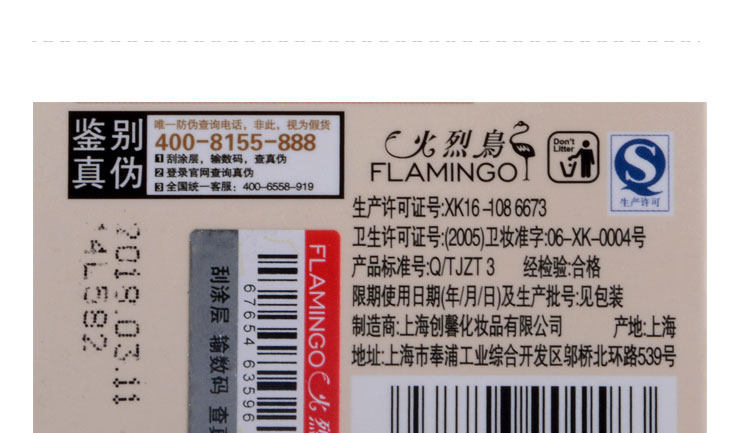 鉴别
真伪
唯一防伪查询电话，非此，视为假货
400-8155-888
1 刮涂层，输数码，查真伪
2 登录官网查询真伪
3 全国统一客服：400-6558-919
火烈鳥
FLAMINGO
Don't
Litter
生产许可
生产许可证号:XK16-108 6673
卫生许可证号:(2005)卫妆准字:06-XK-0004号
产品标准号:Q/TJZT 3 经检验:合格
限期使用日期(年/月/日)及生产批号:见包装
制造商:上海创馨化妆品有限公司 产地:上海
地址:上海市奉浦工业综合开发区邬桥北环路539号
2019.03.11
14L582
刮涂层 输数码 查真
67654 63596
FLAMINGO 火烈